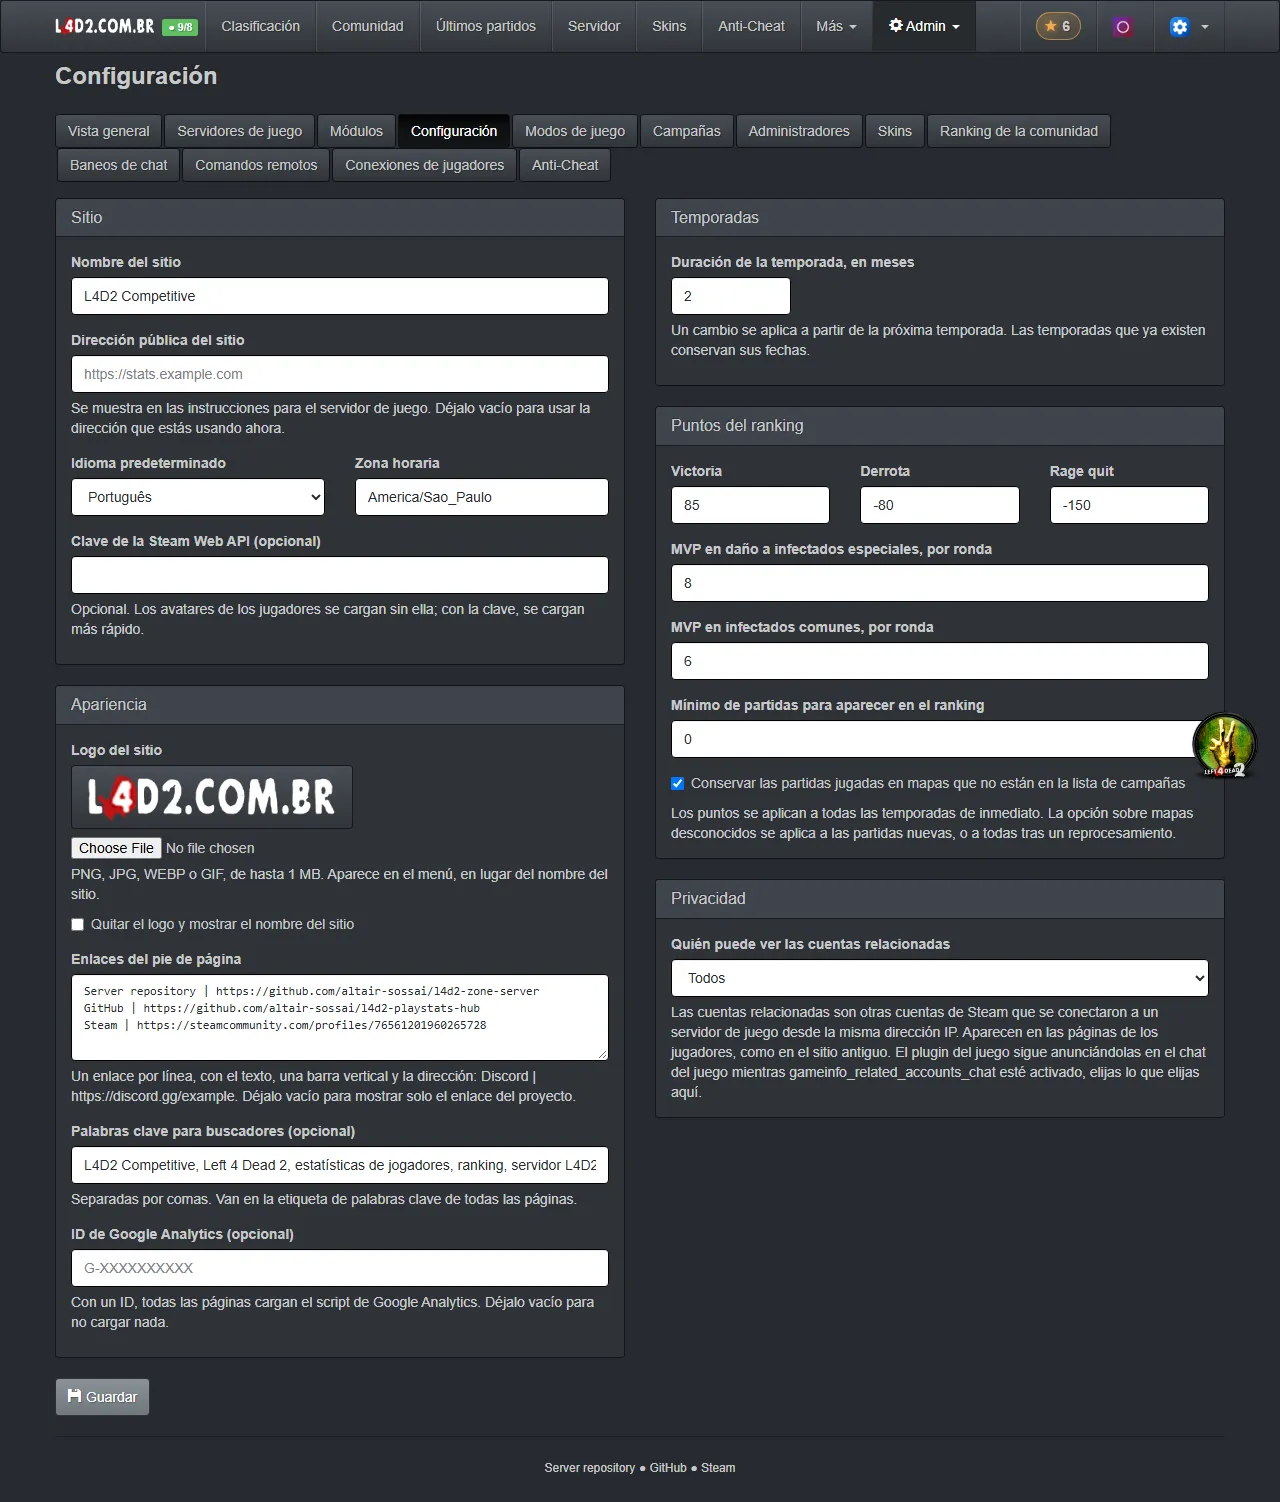 L4D2.COM.BR ● 9/8 Clasificación Comunidad Últimos partidos Servidor Skins Anti-Cheat Más Admin 6
Configuración
Vista general Servidores de juego Módulos Configuración Modos de juego Campañas Administradores Skins Ranking de la comunidad
Baneos de chat Comandos remotos Conexiones de jugadores Anti-Cheat
Sitio
Nombre del sitio
L4D2 Competitive
Dirección pública del sitio
https://stats.example.com
Se muestra en las instrucciones para el servidor de juego. Déjalo vacío para usar la
dirección que estás usando ahora.
Idioma predeterminado Zona horaria
Português America/Sao_Paulo
Clave de la Steam Web API (opcional)
Opcional. Los avatares de los jugadores se cargan sin ella; con la clave, se cargan
más rápido.
Apariencia
Logo del sitio
L4D2.COM.BR
Choose File No file chosen
PNG, JPG, WEBP o GIF, de hasta 1 MB. Aparece en el menú, en lugar del nombre del
sitio.
Quitar el logo y mostrar el nombre del sitio
Enlaces del pie de página
Server repository | https://github.com/altair-sossai/l4d2-zone-server
GitHub | https://github.com/altair-sossai/l4d2-playstats-hub
Steam | https://steamcommunity.com/profiles/76561201960265728
Un enlace por línea, con el texto, una barra vertical y la dirección: Discord |
https://discord.gg/example. Déjalo vacío para mostrar solo el enlace del proyecto.
Palabras clave para buscadores (opcional)
L4D2 Competitive, Left 4 Dead 2, estatísticas de jogadores, ranking, servidor L4D2
Separadas por comas. Van en la etiqueta de palabras clave de todas las páginas.
ID de Google Analytics (opcional)
G-XXXXXXXXXX
Con un ID, todas las páginas cargan el script de Google Analytics. Déjalo vacío para
no cargar nada.
Guardar
Temporadas
Duración de la temporada, en meses
2
Un cambio se aplica a partir de la próxima temporada. Las temporadas que ya existen
conservan sus fechas.
Puntos del ranking
Victoria Derrota Rage quit
85 -80 -150
MVP en daño a infectados especiales, por ronda
8
MVP en infectados comunes, por ronda
6
Mínimo de partidas para aparecer en el ranking
0
LEFT 4 DEAD 2
Conservar las partidas jugadas en mapas que no están en la lista de campañas
Los puntos se aplican a todas las temporadas de inmediato. La opción sobre mapas
desconocidos se aplica a las partidas nuevas, o a todas tras un reprocesamiento.
Privacidad
Quién puede ver las cuentas relacionadas
Todos
Las cuentas relacionadas son otras cuentas de Steam que se conectaron a un
servidor de juego desde la misma dirección IP. Aparecen en las páginas de los
jugadores, como en el sitio antiguo. El plugin del juego sigue anunciándolas en el chat
del juego mientras gameinfo_related_accounts_chat esté activado, elijas lo que elijas
aquí.
Server repository ● GitHub ● Steam